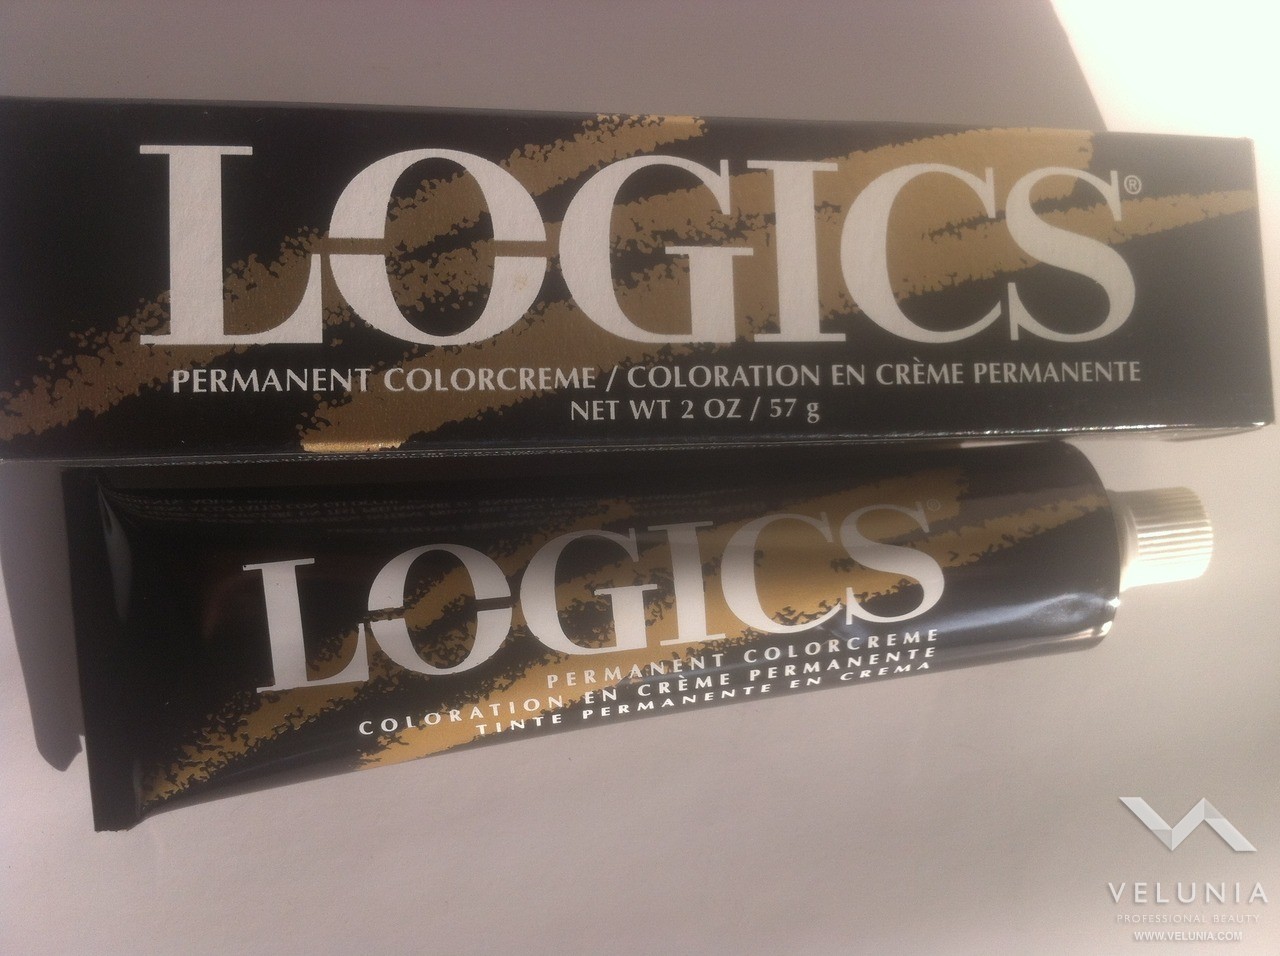 LOGICS®
PERMANENT COLORCREME / COLORATION EN CRÈME PERMANENTE
NET WT 2 OZ / 57 g
LOGICS®
PERMANENT COLORCREME
COLORATION EN CRÈME PERMANENTE
TINTE PERMANENTE EN CREMA
VELUNIA
PROFESSIONAL BEAUTY
WWW.VELUNIA.COM